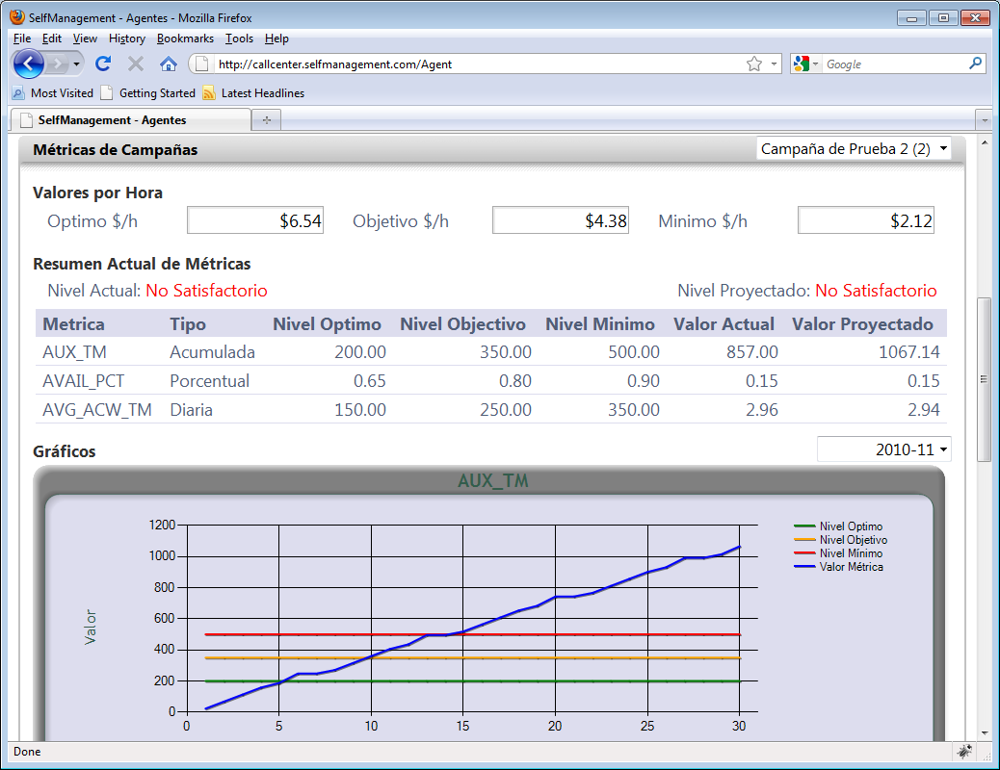 SelfManagement - Agentes - Mozilla Firefox
File Edit View History Bookmarks Tools Help
http://callcenter.selfmanagement.com/Agent Google
Most Visited Getting Started Latest Headlines
SelfManagement - Agentes
Métricas de Campañas Campaña de Prueba 2 (2)
Valores por Hora
Optimo $/h $6.54 Objetivo $/h $4.38 Minimo $/h $2.12
Resumen Actual de Métricas
Nivel Actual: No Satisfactorio Nivel Proyectado: No Satisfactorio
Metrica Tipo Nivel Optimo Nivel Objectivo Nivel Minimo Valor Actual Valor Proyectado
AUX_TM Acumulada 200.00 350.00 500.00 857.00 1067.14
AVAIL_PCT Porcentual 0.65 0.80 0.90 0.15 0.15
AVG_ACW_TM Diaria 150.00 250.00 350.00 2.96 2.94
Gráficos 2010-11
AUX_TM
1200
1000
800
600
400
200
0
Valor
0 5 10 15 20 25 30
Nivel Optimo
Nivel Objetivo
Nivel Mínimo
Valor Métrica
Done